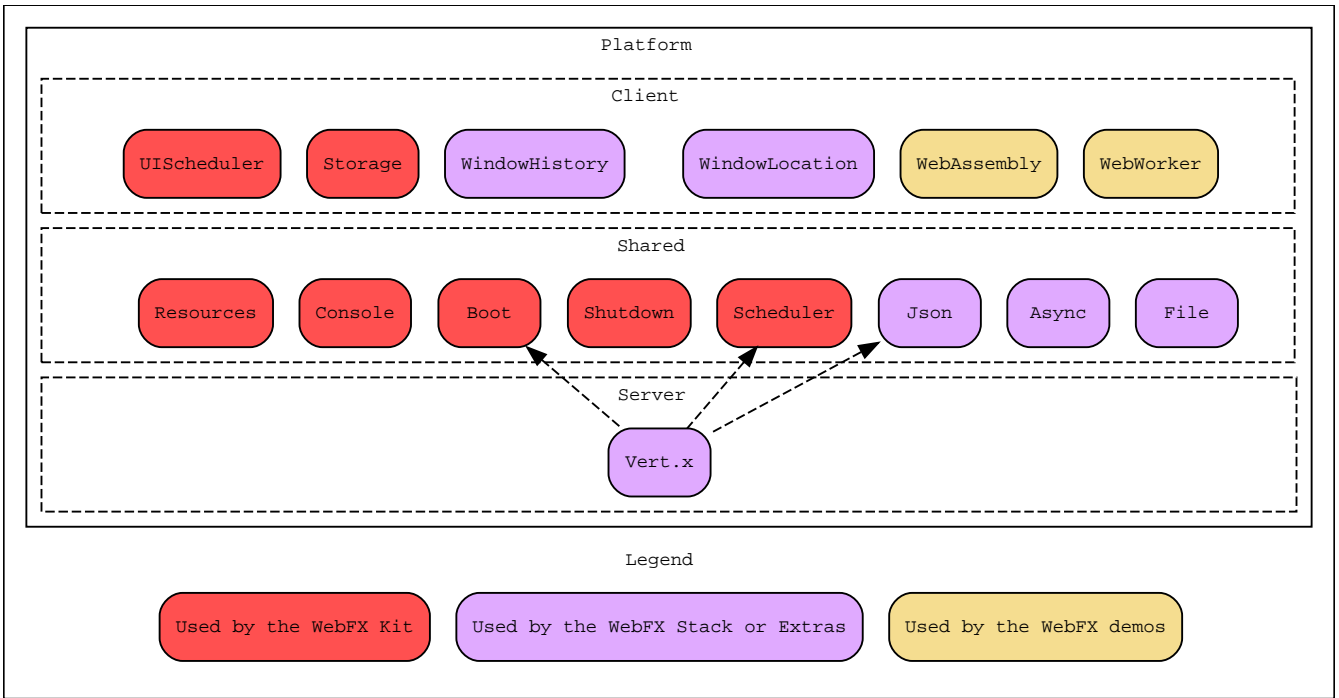 Platform
Client
UIScheduler Storage WindowHistory WindowLocation WebAssembly WebWorker
Shared
Resources Console Boot Shutdown Scheduler Json Async File
Server
Vert.x
Legend
Used by the WebFX Kit Used by the WebFX Stack or Extras Used by the WebFX demos